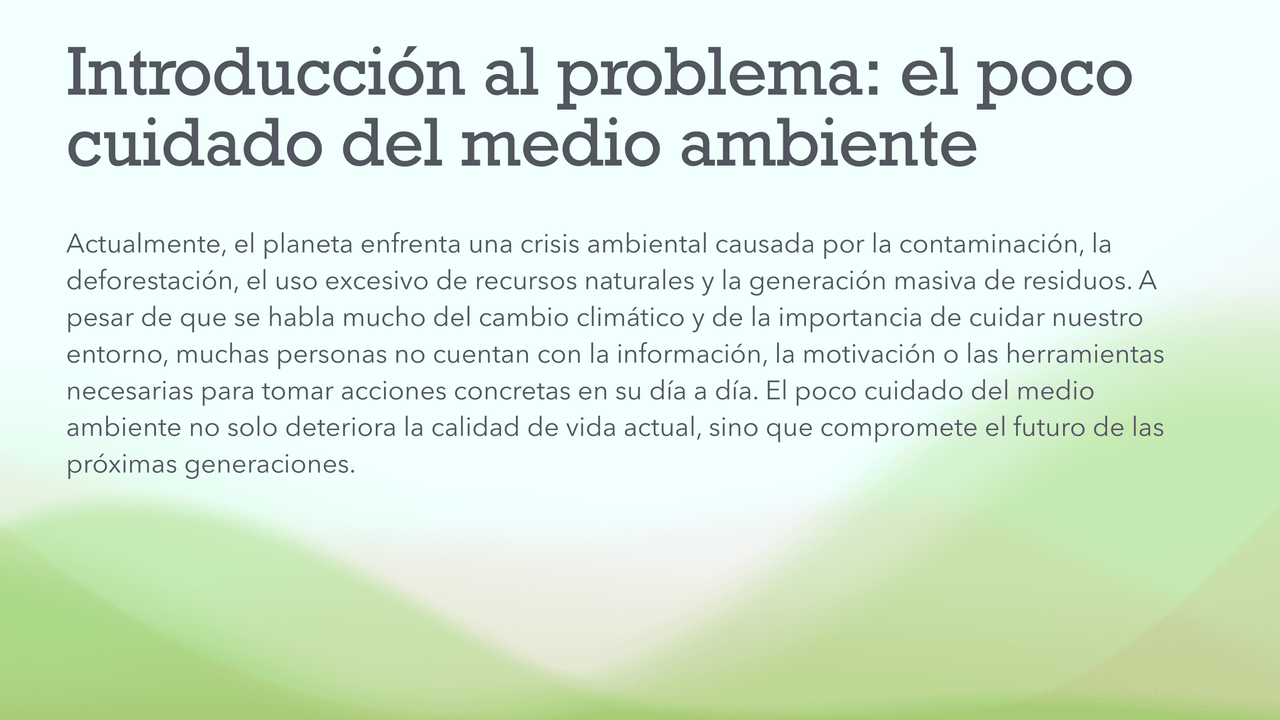 Introducción al problema: el poco
cuidado del medio ambiente
Actualmente, el planeta enfrenta una crisis ambiental causada por la contaminación, la
deforestación, el uso excesivo de recursos naturales y la generación masiva de residuos. A
pesar de que se habla mucho del cambio climático y de la importancia de cuidar nuestro
entorno, muchas personas no cuentan con la información, la motivación o las herramientas
necesarias para tomar acciones concretas en su día a día. El poco cuidado del medio
ambiente no solo deteriora la calidad de vida actual, sino que compromete el futuro de las
próximas generaciones.